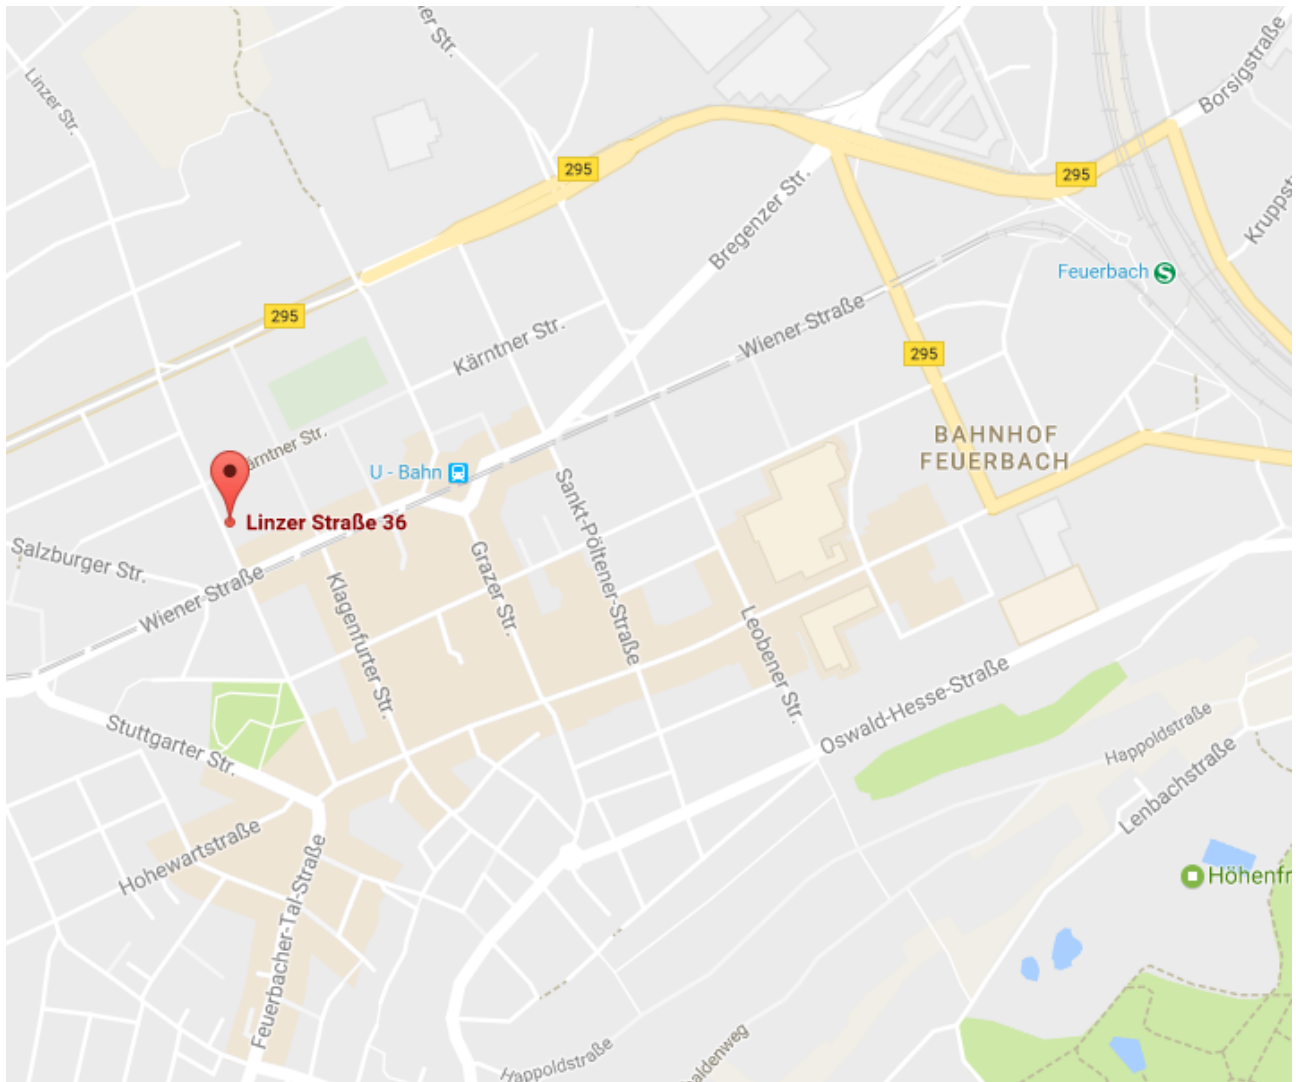 er Str.
Linzer Str.
Borsigstraße
295
295
Bregenzer Str.
Kruppst
Feuerbach
S
295
Wiener Straße
Kärntner Str.
295
BAHNHOF
FEUERBACH
Kärntner Str.
U - Bahn
Linzer Straße 36
Sankt-Pöltener-Straße
Salzburger Str.
Wiener Straße
Grazer Str.
Klagenfurter Str.
Leobener Str.
Oswald-Hesse-Straße
Stuttgarter Str.
Happoldstraße
Lenbachstraße
Hohewartstraße
Höhenfr
Feuerbacher-Tal-Straße
Happoldstraße
aldenweg